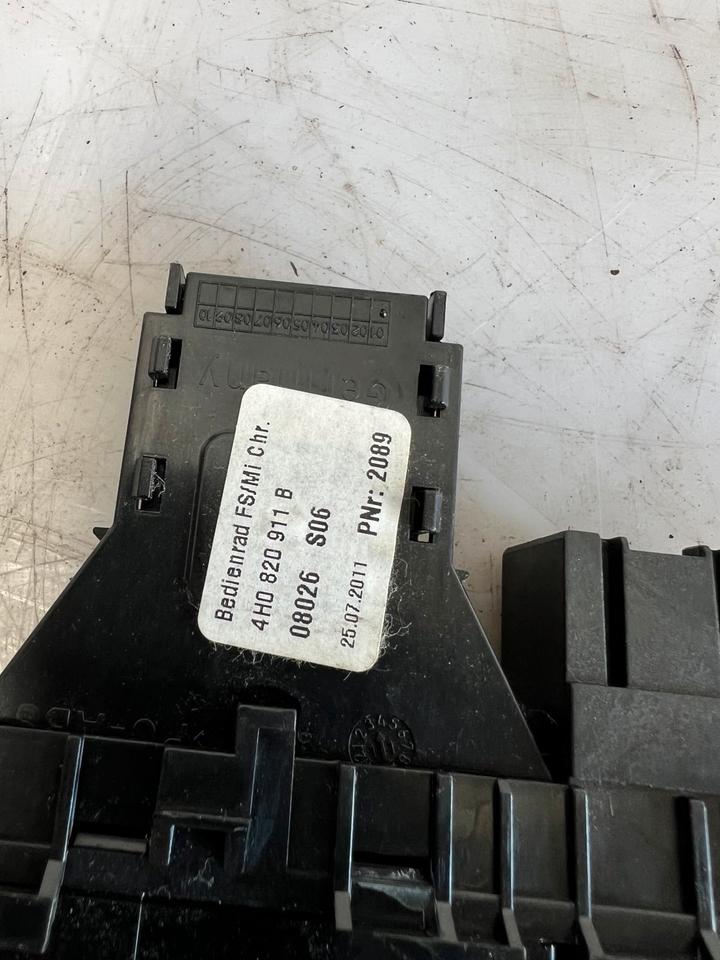 Bedienrad FS/Mi Chr.
4H0 820 911 B
08026 S06
25.07.2011 PNr: 2089
01 02 03 04 05 06 07 08 09 10
Germany